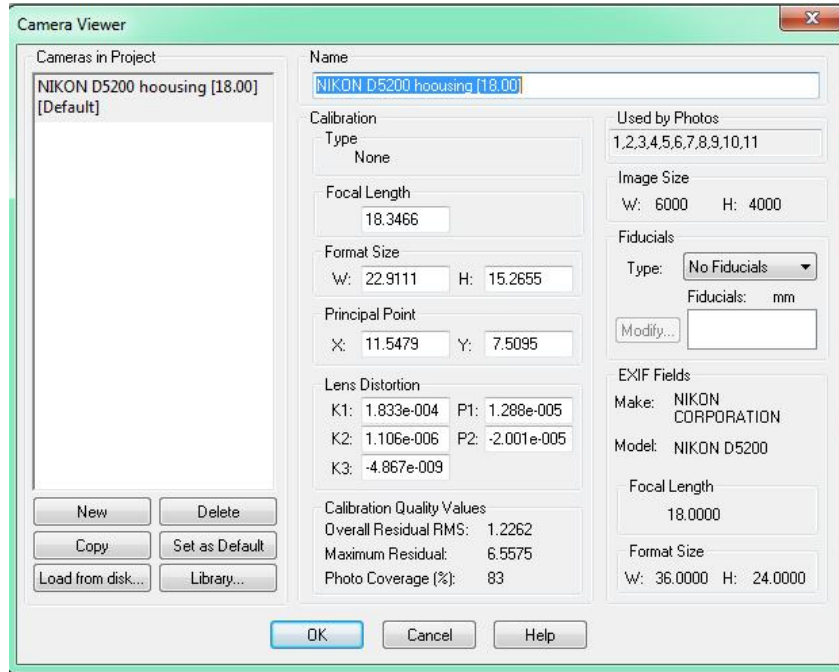 Camera Viewer
x
Cameras in Project
NIKON D5200 hoousing [18.00]
[Default]
New
Delete
Copy
Set as Default
Load from disk...
Library...
Name
NIKON D5200 hoousing [18.00]
Calibration
Type
None
Focal Length
18.3466
Format Size
W: 22.9111 H: 15.2655
Principal Point
X: 11.5479 Y: 7.5095
Lens Distortion
K1: 1.833e-004 P1: 1.288e-005
K2: 1.106e-006 P2: -2.001e-005
K3: -4.867e-009
Calibration Quality Values
Overall Residual RMS: 1.2262
Maximum Residual: 6.5575
Photo Coverage (%): 83
Used by Photos
1,2,3,4,5,6,7,8,9,10,11
Image Size
W: 6000 H: 4000
Fiducials
Type: No Fiducials
Fiducials: mm
Modify...
EXIF Fields
Make: NIKON
CORPORATION
Model: NIKON D5200
Focal Length
18.0000
Format Size
W: 36.0000 H: 24.0000
OK
Cancel
Help